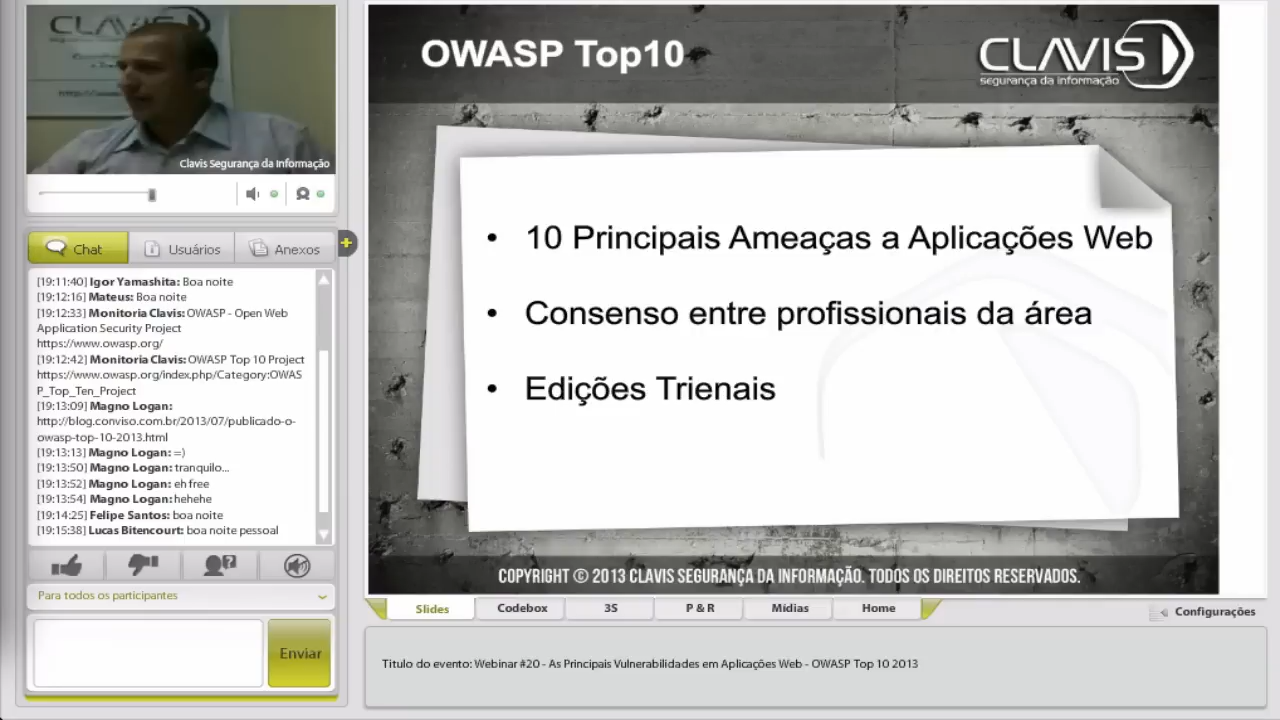 CLAVIS
Clavis Segurança da Informação
Chat
Usuários
Anexos
[19:11:40] Igor Yamashita: Boa noite
[19:12:16] Mateus: Boa noite
[19:12:33] Monitoria Clavis: OWASP - Open Web
Application Security Project
https://www.owasp.org/
[19:12:42] Monitoria Clavis: OWASP Top 10 Project
https://www.owasp.org/index.php/Category:OWAS
P_Top_Ten_Project
[19:13:09] Magno Logan:
http://blog.conviso.com.br/2013/07/publicado-o-
owasp-top-10-2013.html
[19:13:13] Magno Logan: =)
[19:13:50] Magno Logan: tranquilo...
[19:13:52] Magno Logan: eh free
[19:13:54] Magno Logan: hehehe
[19:14:25] Felipe Santos: boa noite
[19:15:38] Lucas Bitencourt: boa noite pessoal
Para todos os participantes
Enviar
OWASP Top10
CLAVIS
segurança da informação
• 10 Principais Ameaças a Aplicações Web
• Consenso entre profissionais da área
• Edições Trienais
COPYRIGHT © 2013 CLAVIS SEGURANÇA DA INFORMAÇÃO. TODOS OS DIREITOS RESERVADOS.
Slides
Codebox
3S
P & R
Mídias
Home
Configurações
Titulo do evento: Webinar #20 - As Principais Vulnerabilidades em Aplicações Web - OWASP Top 10 2013